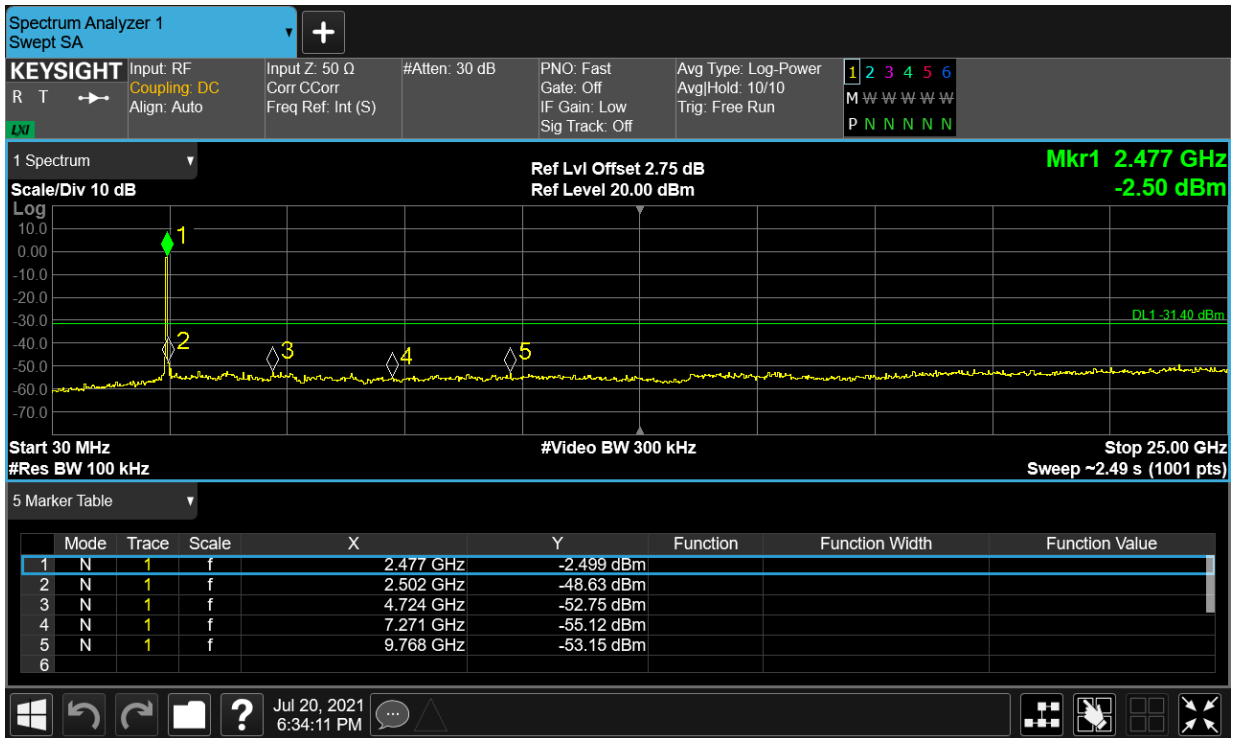 Spectrum Analyzer 1
Swept SA
▼
+
KEYSIGHT Input: RF Input Z: 50 Ω #Atten: 30 dB PNO: Fast Avg Type: Log-Power 1 2 3 4 5 6
R T Coupling: DC Corr CCorr Gate: Off Avg|Hold: 10/10 M W W W W W
Align: Auto Freq Ref: Int (S) IF Gain: Low Trig: Free Run
LXI Sig Track: Off P N N N N N
1 Spectrum ▼ Ref Lvl Offset 2.75 dB Mkr1 2.477 GHz
Scale/Div 10 dB Ref Level 20.00 dBm -2.50 dBm
Log
10.0 1
0.00
-10.0
-20.0
-30.0 DL1 -31.40 dBm
-40.0 2 3 4 5
-50.0
-60.0
-70.0
Start 30 MHz #Video BW 300 kHz Stop 25.00 GHz
#Res BW 100 kHz Sweep ~2.49 s (1001 pts)
5 Marker Table ▼
Mode Trace Scale X Y Function Function Width Function Value
1 N 1 f 2.477 GHz -2.499 dBm
2 N 1 f 2.502 GHz -48.63 dBm
3 N 1 f 4.724 GHz -52.75 dBm
4 N 1 f 7.271 GHz -55.12 dBm
5 N 1 f 9.768 GHz -53.15 dBm
6
? Jul 20, 2021
6:34:11 PM